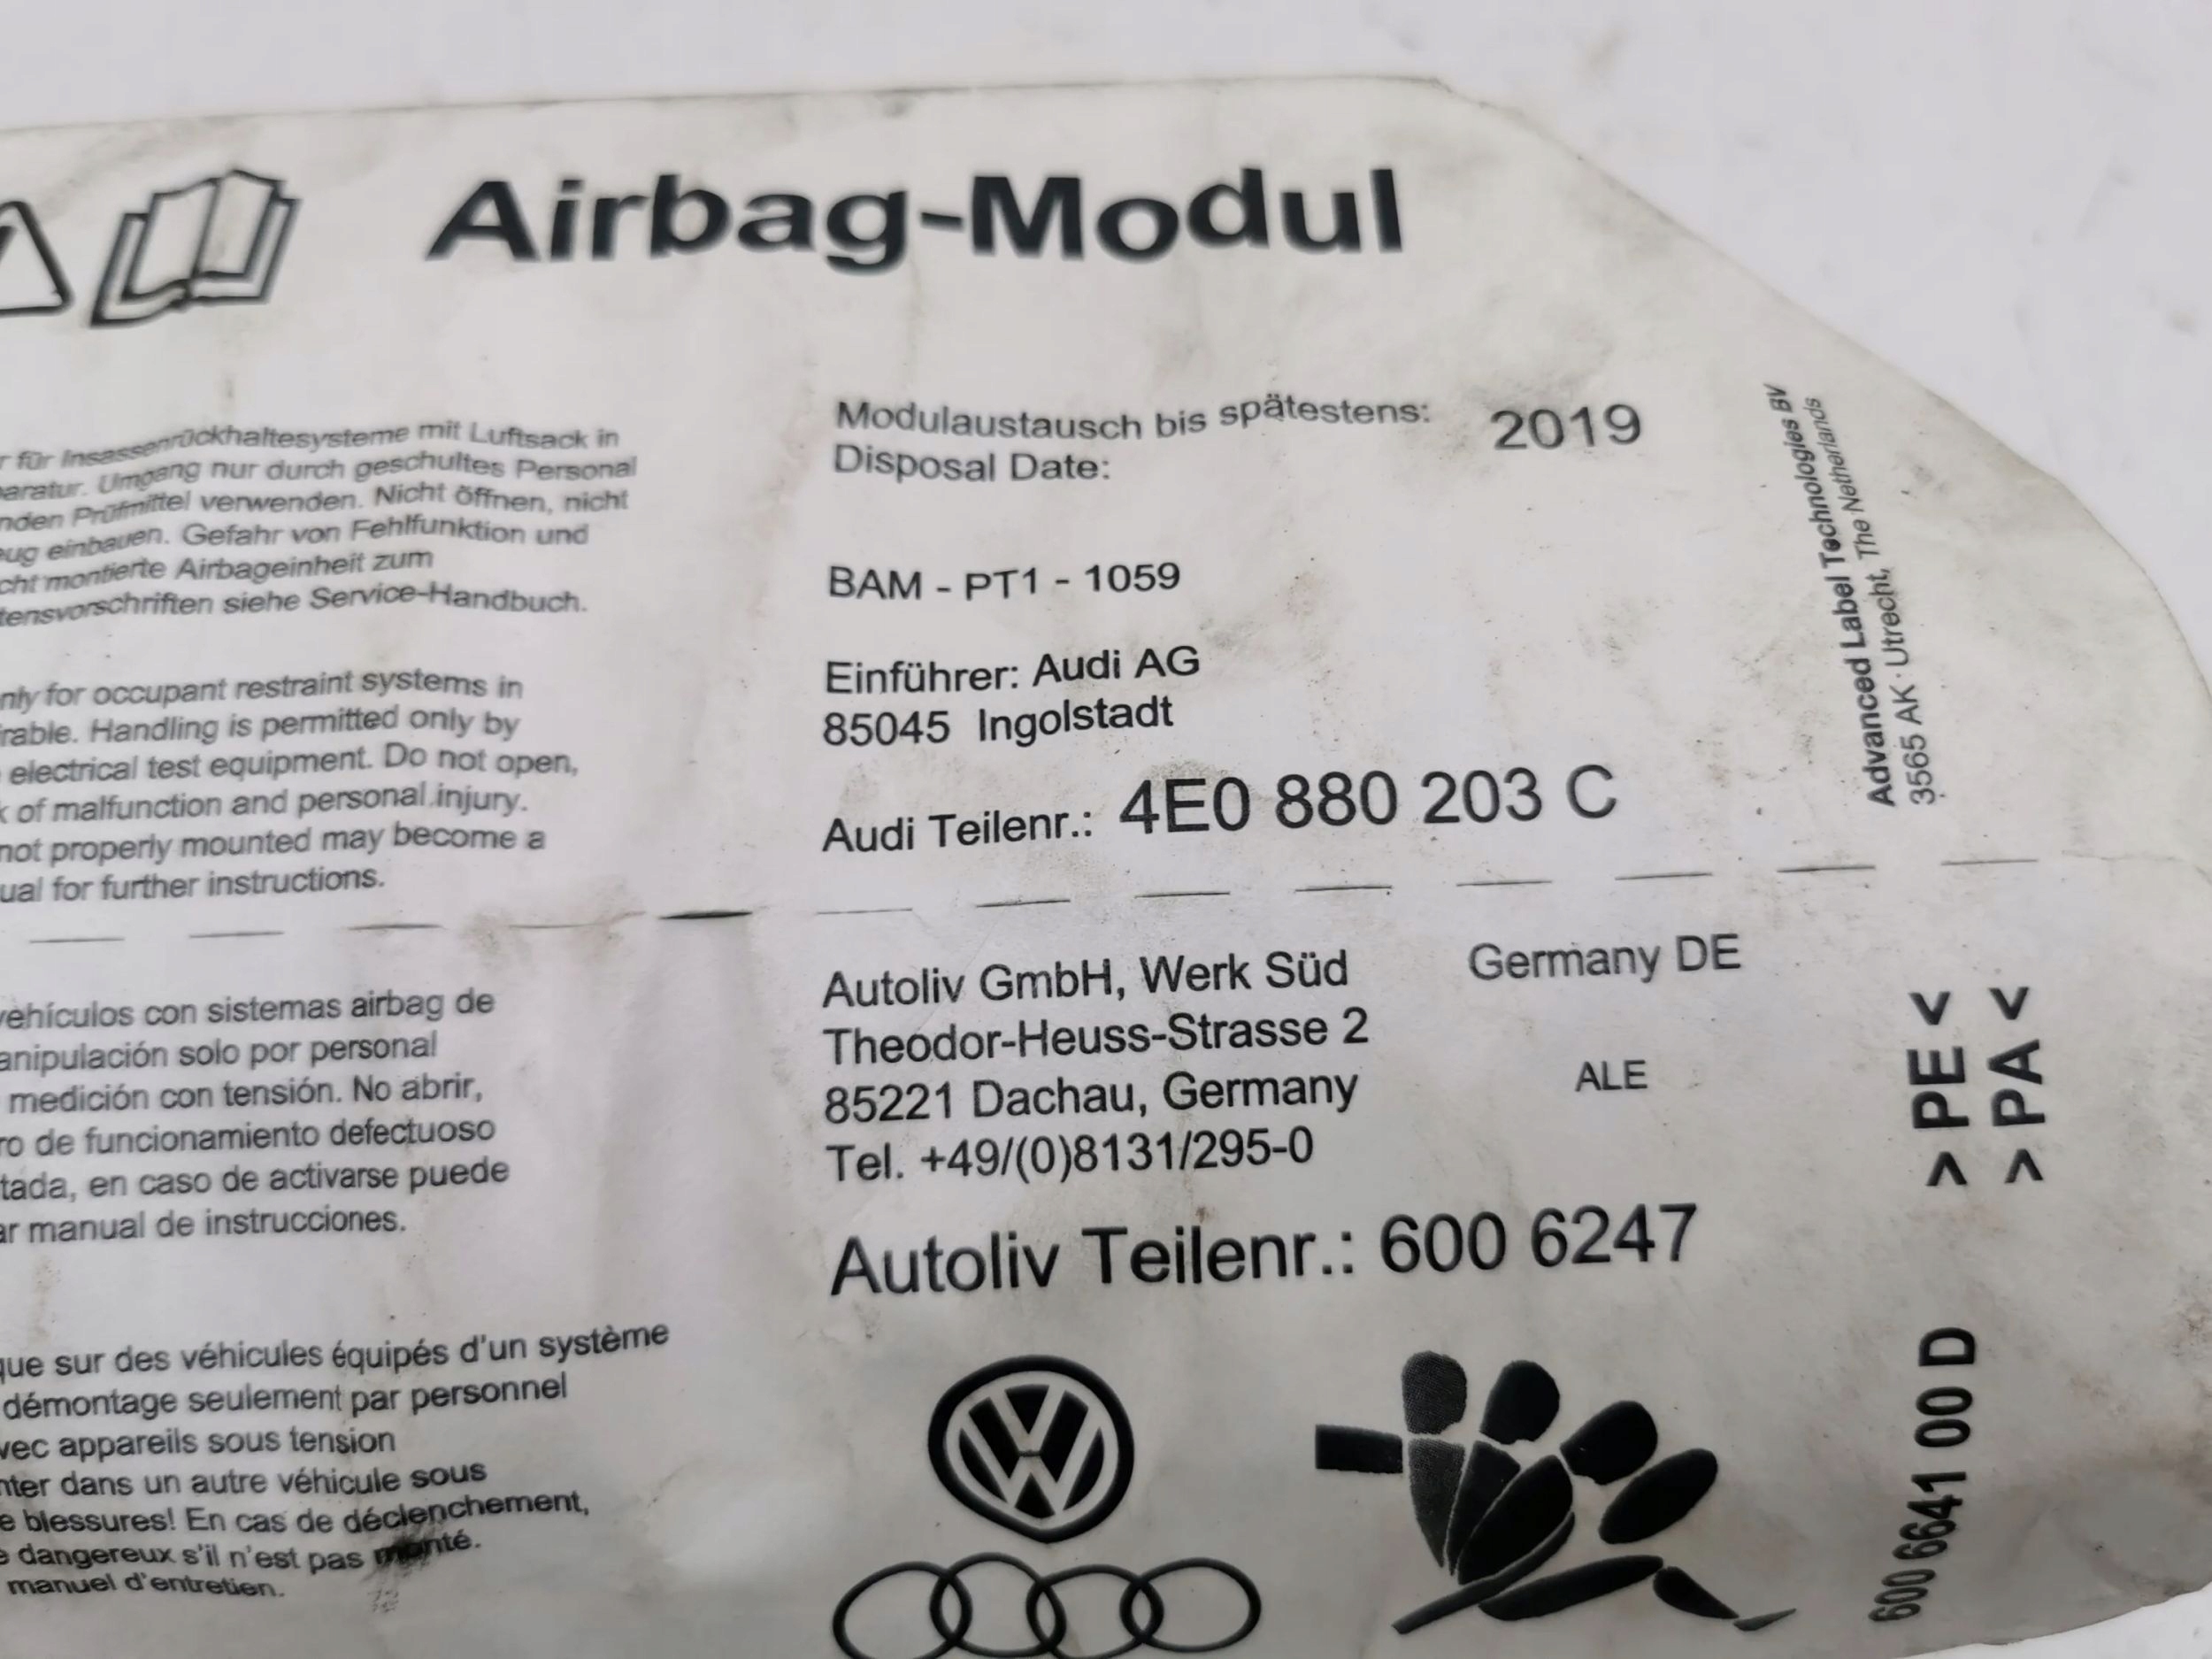 Airbag-Modul
für Insassenrückhaltesysteme mit Luftsack in
Umgang nur durch geschultes Personal
Prüfmittel verwenden. Nicht öffnen, nicht
einbauen. Gefahr von Fehlfunktion und
montierte Airbageinheit zum
siehe Service-Handbuch.
for occupant restraint systems in
Handling is permitted only by
electrical test equipment. Do not open,
of malfunction and personal injury.
not properly mounted may become a
for further instructions.
vehículos con sistemas airbag de
solo por personal
medición con tensión. No abrir,
de funcionamiento defectuoso
en caso de activarse puede
manual de instrucciones.
que sur des véhicules équipés d'un système
démontage seulement par personnel
avec appareils sous tension
dans un autre véhicule sous
blessures! En cas de déclenchement,
dangereux s'il n'est pas monté.
manuel d'entretien.
Modulaustausch bis spätestens: 2019
Disposal Date:
BAM - PT1 - 1059
Einführer: Audi AG
85045 Ingolstadt
Audi Teilenr.: 4E0 880 203 C
Autoliv GmbH, Werk Süd Germany DE
Theodor-Heuss-Strasse 2
ALE
85221 Dachau, Germany
Tel. +49/(0)8131/295-0
Autoliv Teilenr.: 600 6247
Advanced Label Technologies BV
3565 AK · Utrecht, The Netherlands
>PE<
>PA<
600 6641 00 D